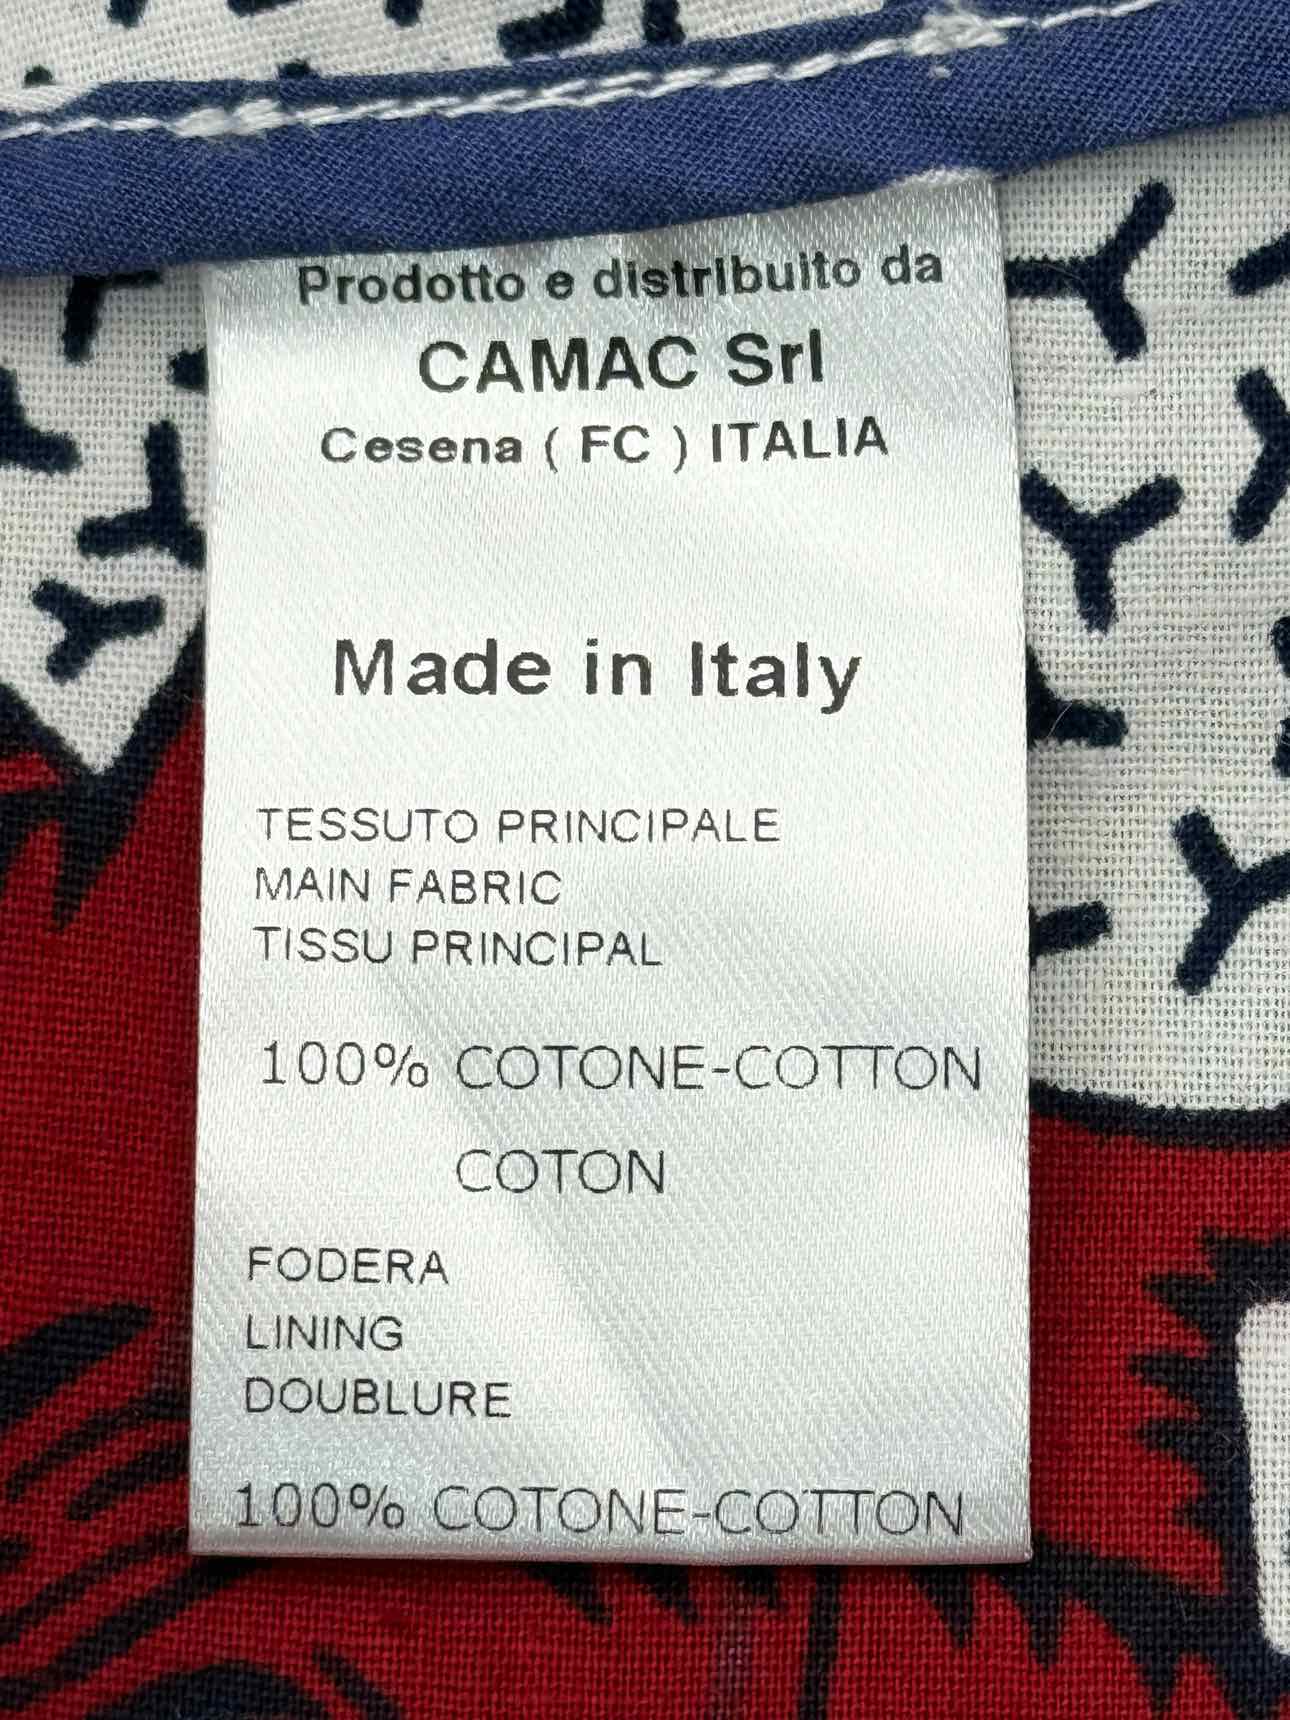 Prodotto e distribuito da
CAMAC Srl
Cesena ( FC ) ITALIA
Made in Italy
TESSUTO PRINCIPALE
MAIN FABRIC
TISSU PRINCIPAL
100% COTONE-COTTON
COTON
FODERA
LINING
DOUBLURE
100% COTONE-COTTON